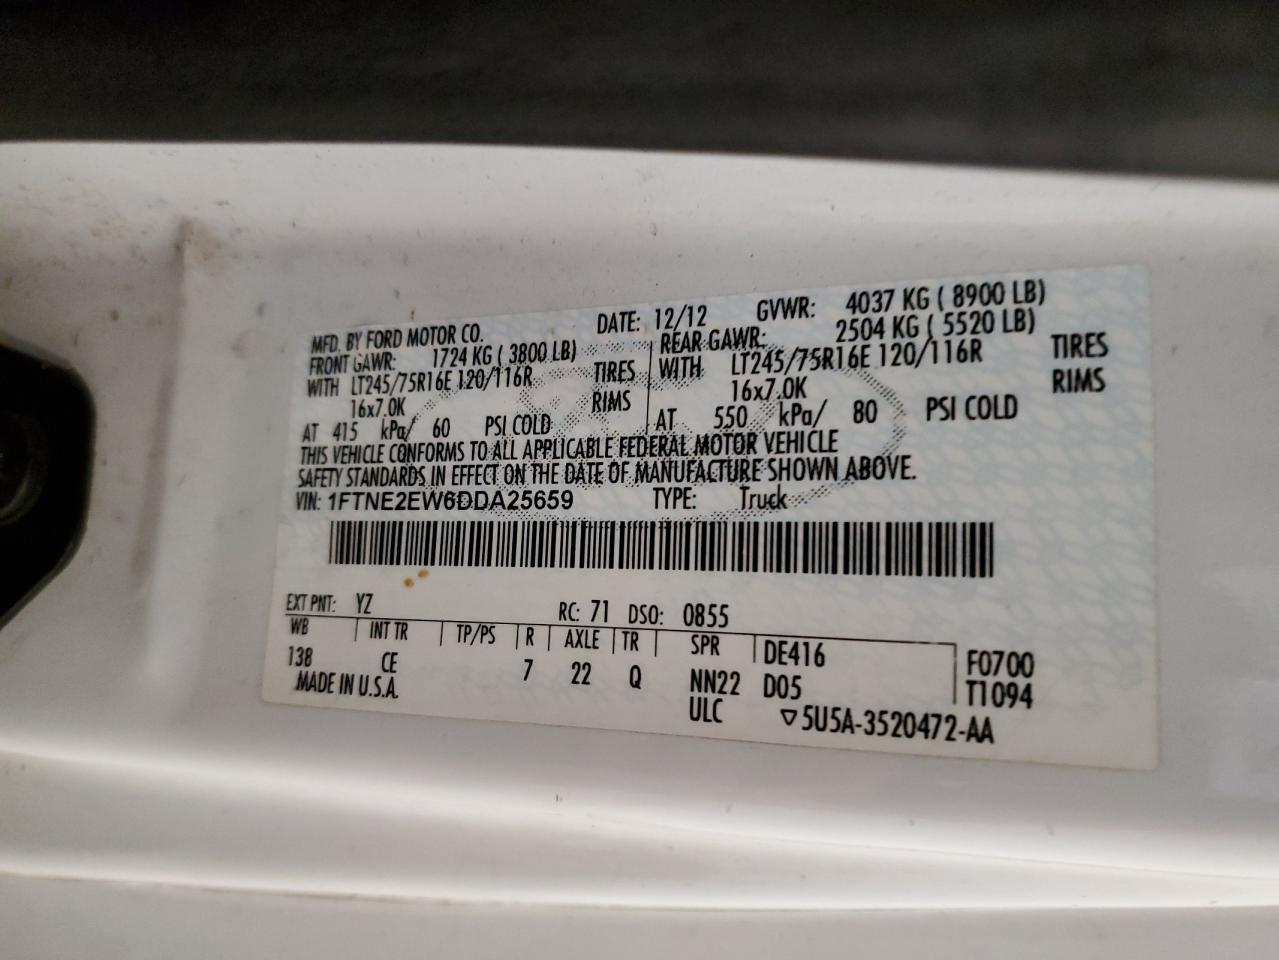 MFD. BY FORD MOTOR CO. DATE: 12/12 GVWR: 4037 KG ( 8900 LB)
FRONT GAWR: 1724 KG ( 3800 LB) REAR GAWR: 2504 KG ( 5520 LB)
WITH LT245/75R16E 120/116R TIRES WITH LT245/75R16E 120/116R TIRES
16x7.0K RIMS 16x7.0K RIMS
AT 415 kPa/ 60 PSI COLD AT 550 kPa/ 80 PSI COLD
THIS VEHICLE CONFORMS TO ALL APPLICABLE FEDERAL MOTOR VEHICLE
SAFETY STANDARDS IN EFFECT ON THE DATE OF MANUFACTURE SHOWN ABOVE.
VIN: 1FTNE2EW6DDA25659 TYPE: Truck
EXT PNT: YZ RC: 71 DSO: 0855
WB INT TR TP/PS R AXLE TR SPR DE416 F0700
138 CE 7 22 Q NN22 D05 T1094
MADE IN U.S.A. ULC ▽5U5A-3520472-AA